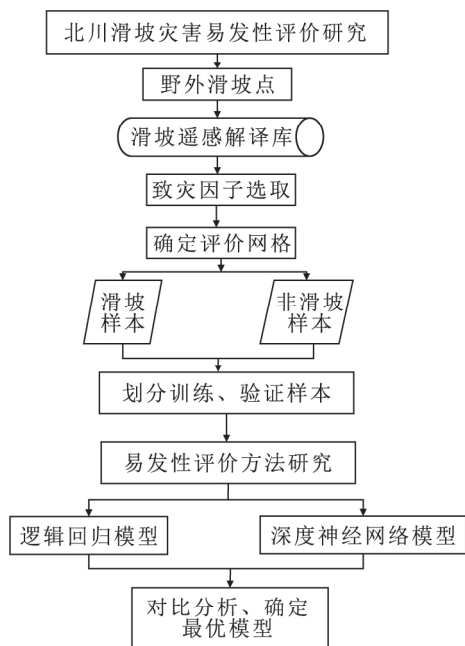 北川滑坡灾害易发性评价研究
野外滑坡点
滑坡遥感解译库
致灾因子选取
确定评价网格
滑坡
样本
非滑坡
样本
划分训练、验证样本
易发性评价方法研究
逻辑回归模型
深度神经网络模型
对比分析、确定
最优模型